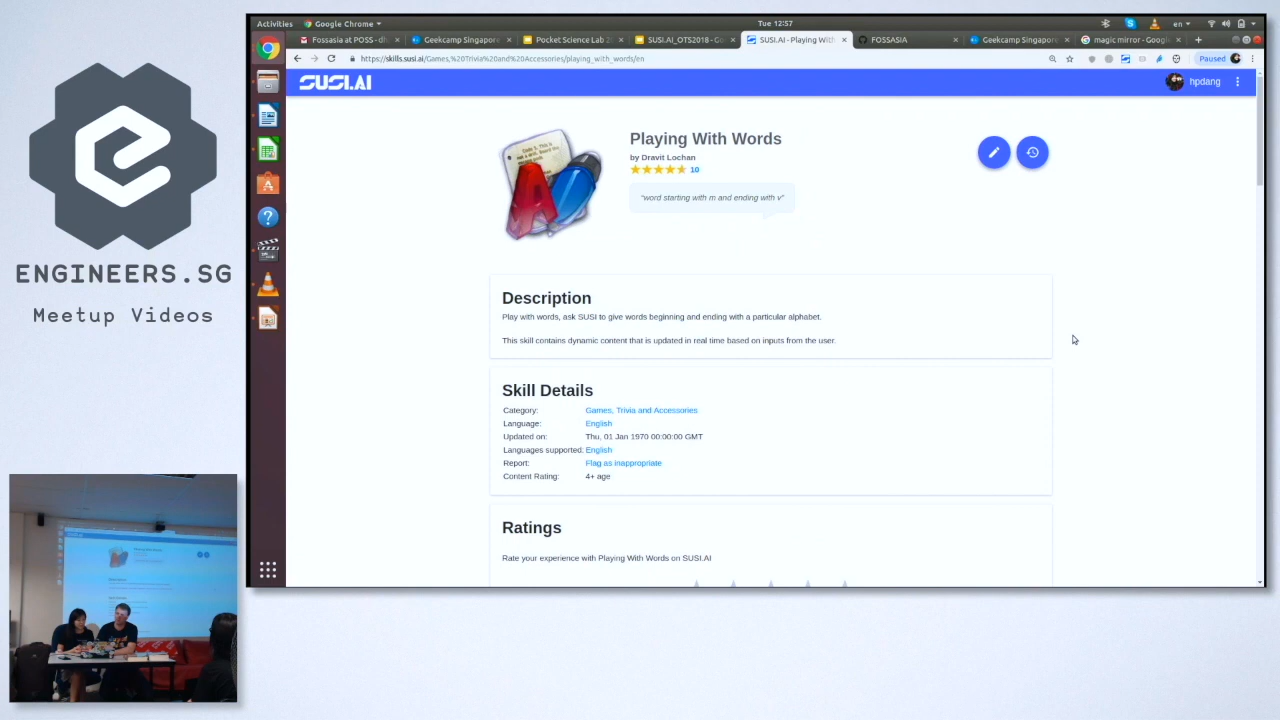 Activities
Google Chrome
Tue 12:57
en
Fossasia at POSS - dh
Geekcamp Singapore
Pocket Science Lab 2
SUSI.AI_OTS2018 - Go
SUSI.AI - Playing With
FOSSASIA
Geekcamp Singapore
magic mirror - Google
https://skills.susi.ai/Games,%20Trivia%20and%20Accessories/playing_with_words/en
Paused
SUSI.AI
hpdang
Playing With Words
by Dravit Lochan
10
"word starting with m and ending with v"
Description
Play with words, ask SUSI to give words beginning and ending with a particular alphabet.
This skill contains dynamic content that is updated in real time based on inputs from the user.
Skill Details
Category: Games, Trivia and Accessories
Language: English
Updated on: Thu, 01 Jan 1970 00:00:00 GMT
Languages supported: English
Report: Flag as inappropriate
Content Rating: 4+ age
Ratings
Rate your experience with Playing With Words on SUSI.AI
ENGINEERS.SG
Meetup Videos